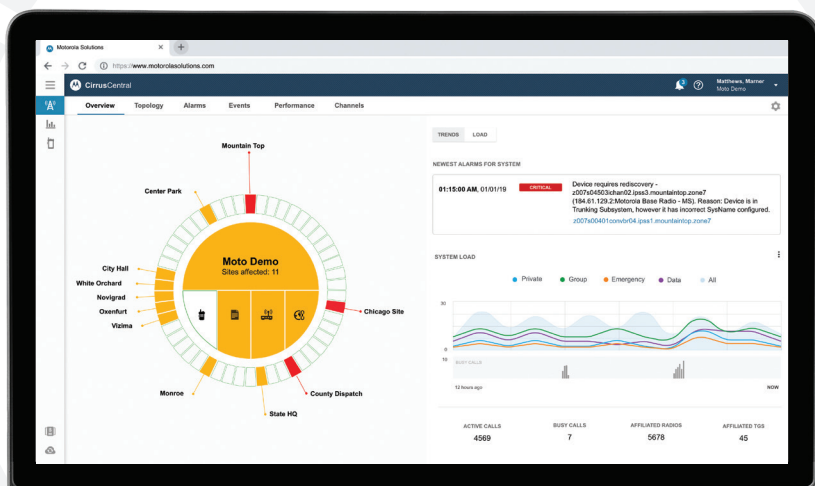 Motorola Solutions
https://www.motorolasolutions.com
CirrusCentral
2
Matthews, Marner
Moto Demo
Overview Topology Alarms Events Performance Channels
TRENDS LOAD
NEWEST ALARMS FOR SYSTEM
01:15:00 AM, 01/01/19
CRITICAL
Device requires rediscovery -
z007s04503ichan02.ipss3.mountaintop.zone7
(184.61.129.2:Motorola Base Radio - MS). Reason: Device is in
Trunking Subsystem, however it has incorrect SysName configured.
z007s00401convbr04.ipss1.mountaintop.zone7
Mountain Top
Center Park
City Hall
White Orchard
Novigrad
Oxenfurt
Vizima
Monroe
State HQ
County Dispatch
Chicago Site
Moto Demo
Sites affected: 11
SYSTEM LOAD
Private Group Emergency Data All
30
0
10
BUSY CALLS
12 hours ago NOW
ACTIVE CALLS BUSY CALLS AFFILIATED RADIOS AFFILIATED TGS
4569 7 5678 45